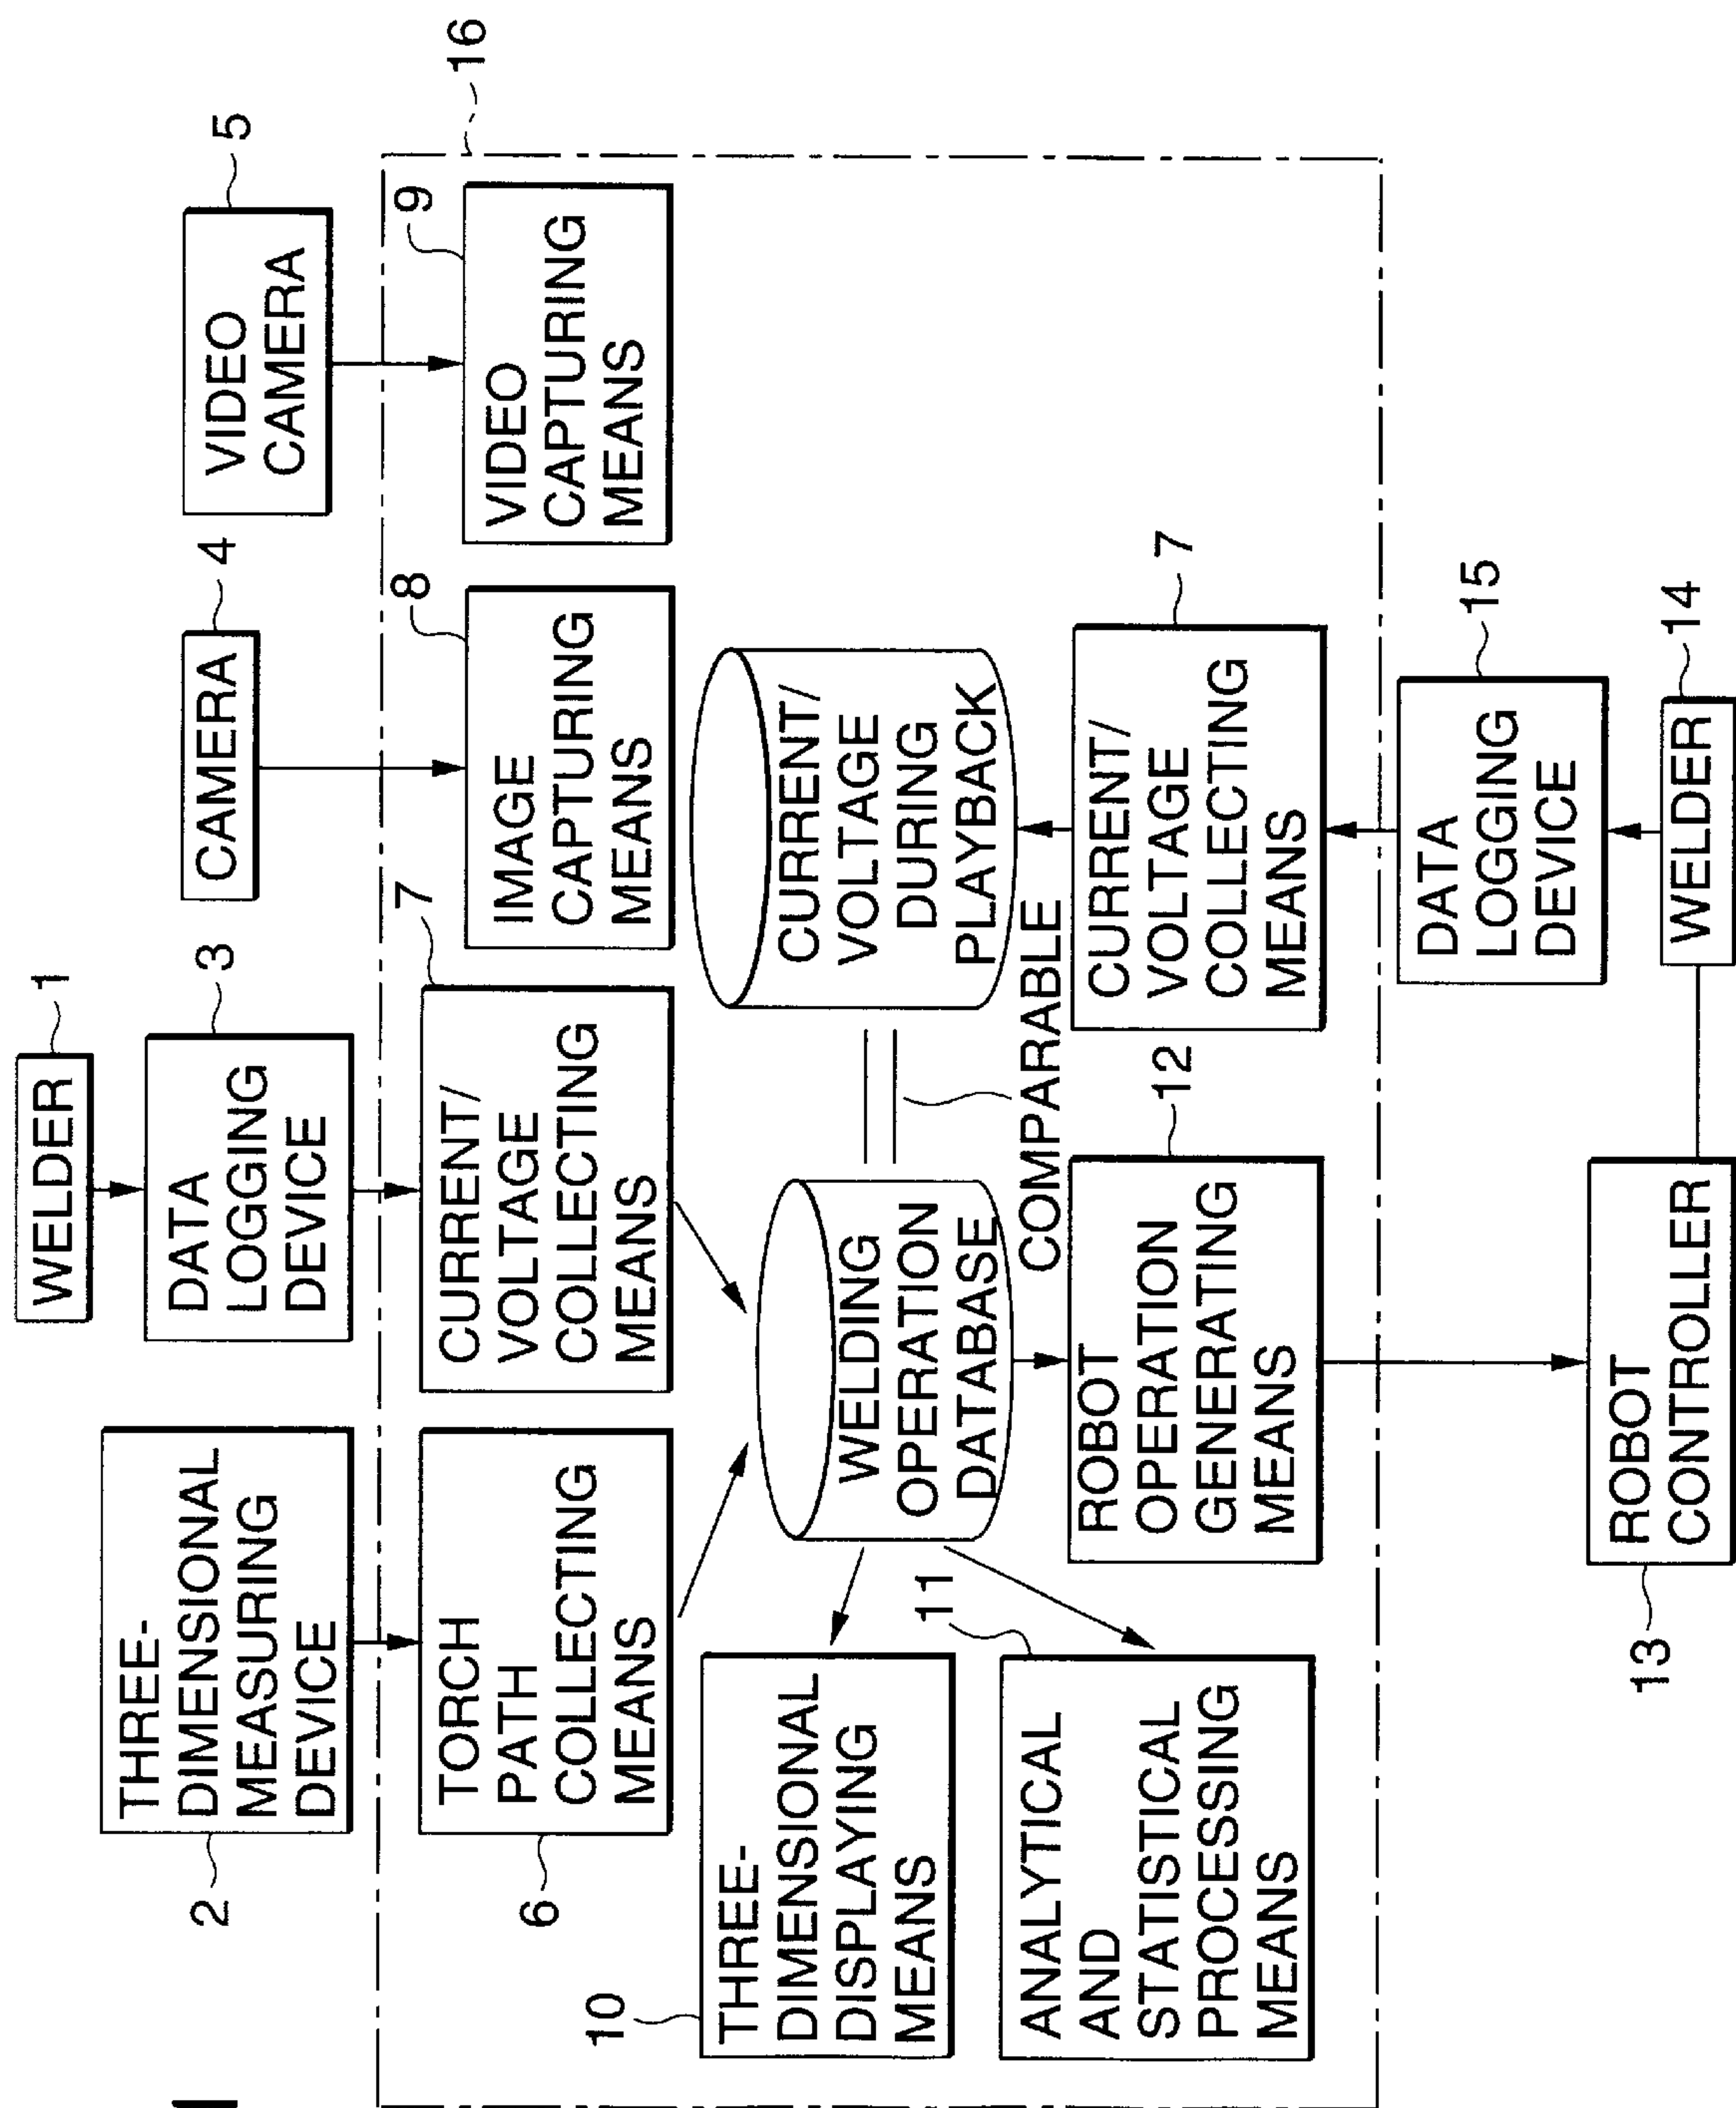 1
WELDER
2
THREE-
DIMENSIONAL
MEASURING
DEVICE
3
DATA
LOGGING
DEVICE
4
CAMERA
5
VIDEO
CAMERA
16
6
TORCH
PATH
COLLECTING
MEANS
7
CURRENT/
VOLTAGE
COLLECTING
MEANS
8
IMAGE
CAPTURING
MEANS
9
VIDEO
CAPTURING
MEANS
10
THREE-
DIMENSIONAL
DISPLAYING
MEANS
WELDING
OPERATION
DATABASE
COMPARABLE
CURRENT/
VOLTAGE
DURING
PLAYBACK
11
ANALYTICAL
AND
STATISTICAL
PROCESSING
MEANS
12
ROBOT
OPERATION
GENERATING
MEANS
7
CURRENT/
VOLTAGE
COLLECTING
MEANS
15
DATA
LOGGING
DEVICE
13
ROBOT
CONTROLLER
14
WELDER